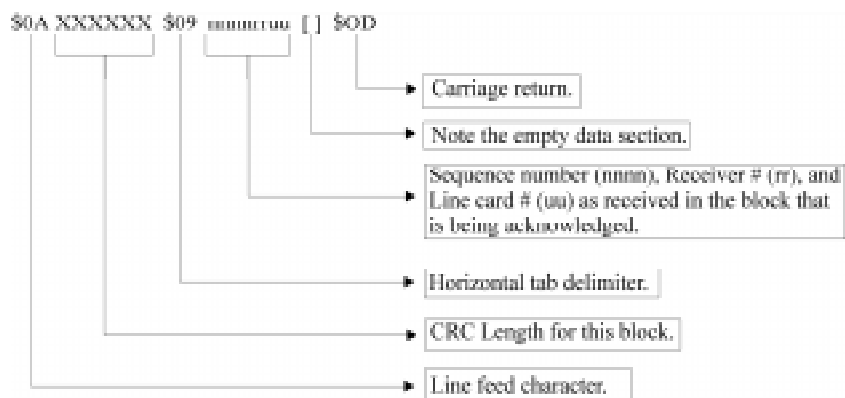 $0A XXXXXX $09 nnnnrruu [ ] $OD
Carriage return.
Note the empty data section.
Sequence number (nnnn), Receiver # (rr), and
Line card # (uu) as received in the block that
is being acknowledged.
Horizontal tab delimiter.
CRC Length for this block.
Line feed character.